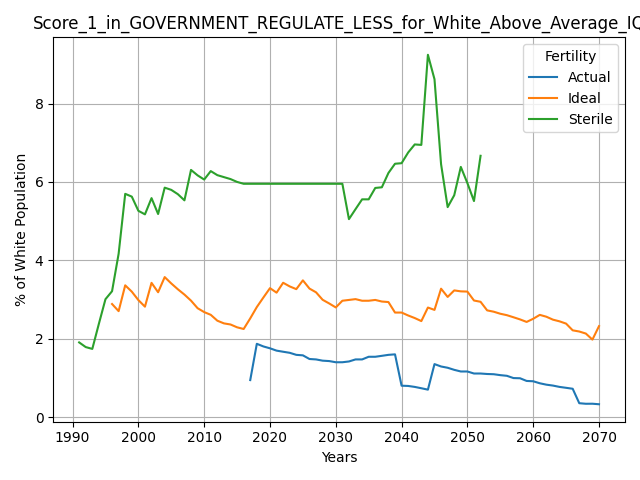 Score_1_in_GOVERNMENT_REGULATE_LESS_for_White_Above_Average_IQ
Fertility
Actual
Ideal
Sterile
% of White Population
8
6
4
2
0
1990 2000 2010 2020 2030 2040 2050 2060 2070
Years